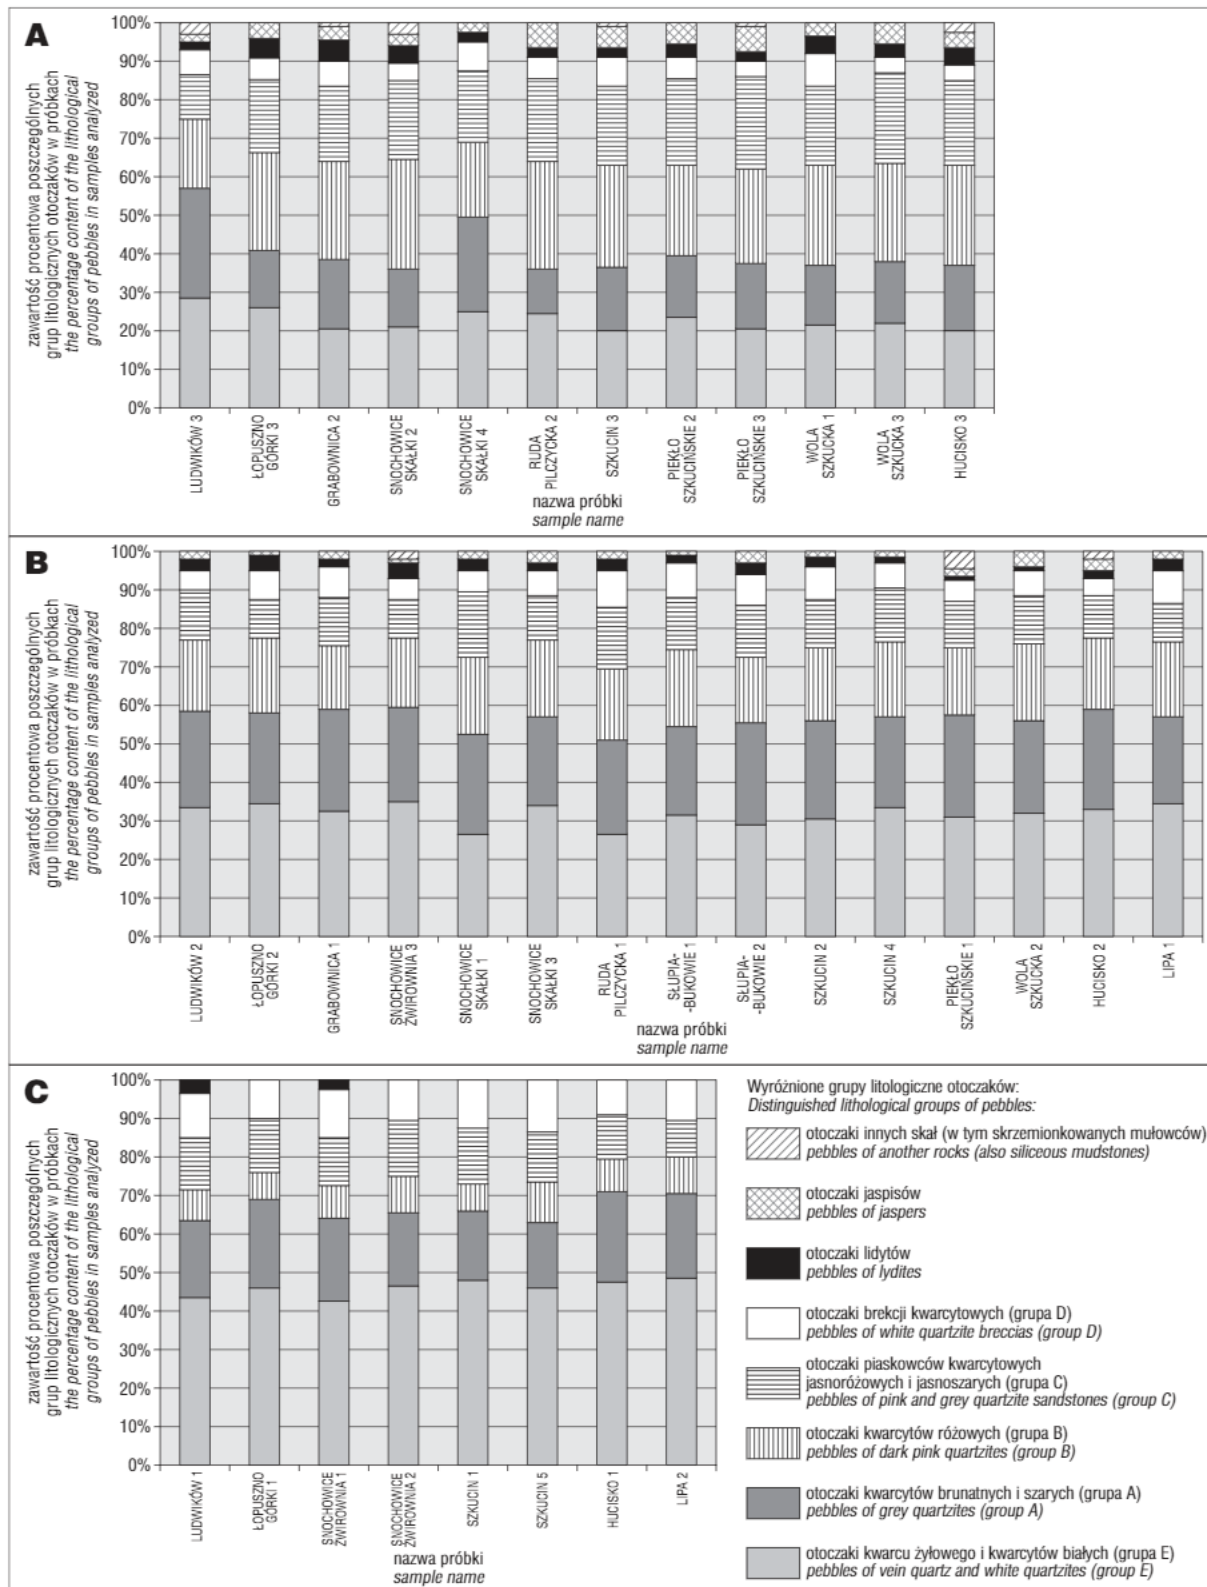 A
zawartość procentowa poszczególnych
grup litologicznych otoczaków w próbkach
the percentage content of the lithological
groups of pebbles in samples analyzed
100%
90%
80%
70%
60%
50%
40%
30%
20%
10%
0%
LUDWIKÓW 3
ŁOPUSZNO
GÓRKI 3
GRABOWNICA 2
SNOCHOWICE
SKAŁKI 2
SNOCHOWICE
SKAŁKI 4
RUDA
PILCZYCKA 2
SZKUCIN 3
PIEKŁO
SZKUCIŃSKIE 2
PIEKŁO
SZKUCIŃSKIE 3
WOLA
SZKUCKA 1
WOLA
SZKUCKA 3
HUCISKO 3
nazwa próbki
sample name
B
zawartość procentowa poszczególnych
grup litologicznych otoczaków w próbkach
the percentage content of the lithological
groups of pebbles in samples analyzed
100%
90%
80%
70%
60%
50%
40%
30%
20%
10%
0%
LUDWIKÓW 2
ŁOPUSZNO
GÓRKI 2
GRABOWNICA 1
SNOCHOWICE
ŻWIROWNIA 3
SNOCHOWICE
SKAŁKI 1
SNOCHOWICE
SKAŁKI 3
RUDA
PILCZYCKA 1
SŁUPIA-
-BUKOWIE 1
SŁUPIA-
-BUKOWIE 2
SZKUCIN 2
SZKUCIN 4
PIEKŁO
SZKUCIŃSKIE 1
WOLA
SZKUCKA 2
HUCISKO 2
LIPA 1
nazwa próbki
sample name
C
zawartość procentowa poszczególnych
grup litologicznych otoczaków w próbkach
the percentage content of the lithological
groups of pebbles in samples analyzed
100%
90%
80%
70%
60%
50%
40%
30%
20%
10%
0%
LUDWIKÓW 1
ŁOPUSZNO
GÓRKI 1
SNOCHOWICE
ŻWIROWNIA 1
SNOCHOWICE
ŻWIROWNIA 2
SZKUCIN 1
SZKUCIN 5
HUCISKO 1
LIPA 2
nazwa próbki
sample name
Wyróżnione grupy litologiczne otoczaków:
Distinguished lithological groups of pebbles:
otoczaki innych skał (w tym skrzemionkowanych mułowców)
pebbles of another rocks (also siliceous mudstones)
otoczaki jaspisów
pebbles of jaspers
otoczaki lidytów
pebbles of lydites
otoczaki brekcji kwarcytowych (grupa D)
pebbles of white quartzite breccias (group D)
otoczaki piaskowców kwarcytowych
jasnoróżowych i jasnoszarych (grupa C)
pebbles of pink and grey quartzite sandstones (group C)
otoczaki kwarcytów różowych (grupa B)
pebbles of dark pink quartzites (group B)
otoczaki kwarcytów brunatnych i szarych (grupa A)
pebbles of grey quartzites (group A)
otoczaki kwarcu żyłowego i kwarcytów białych (grupa E)
pebbles of vein quartz and white quartzites (group E)